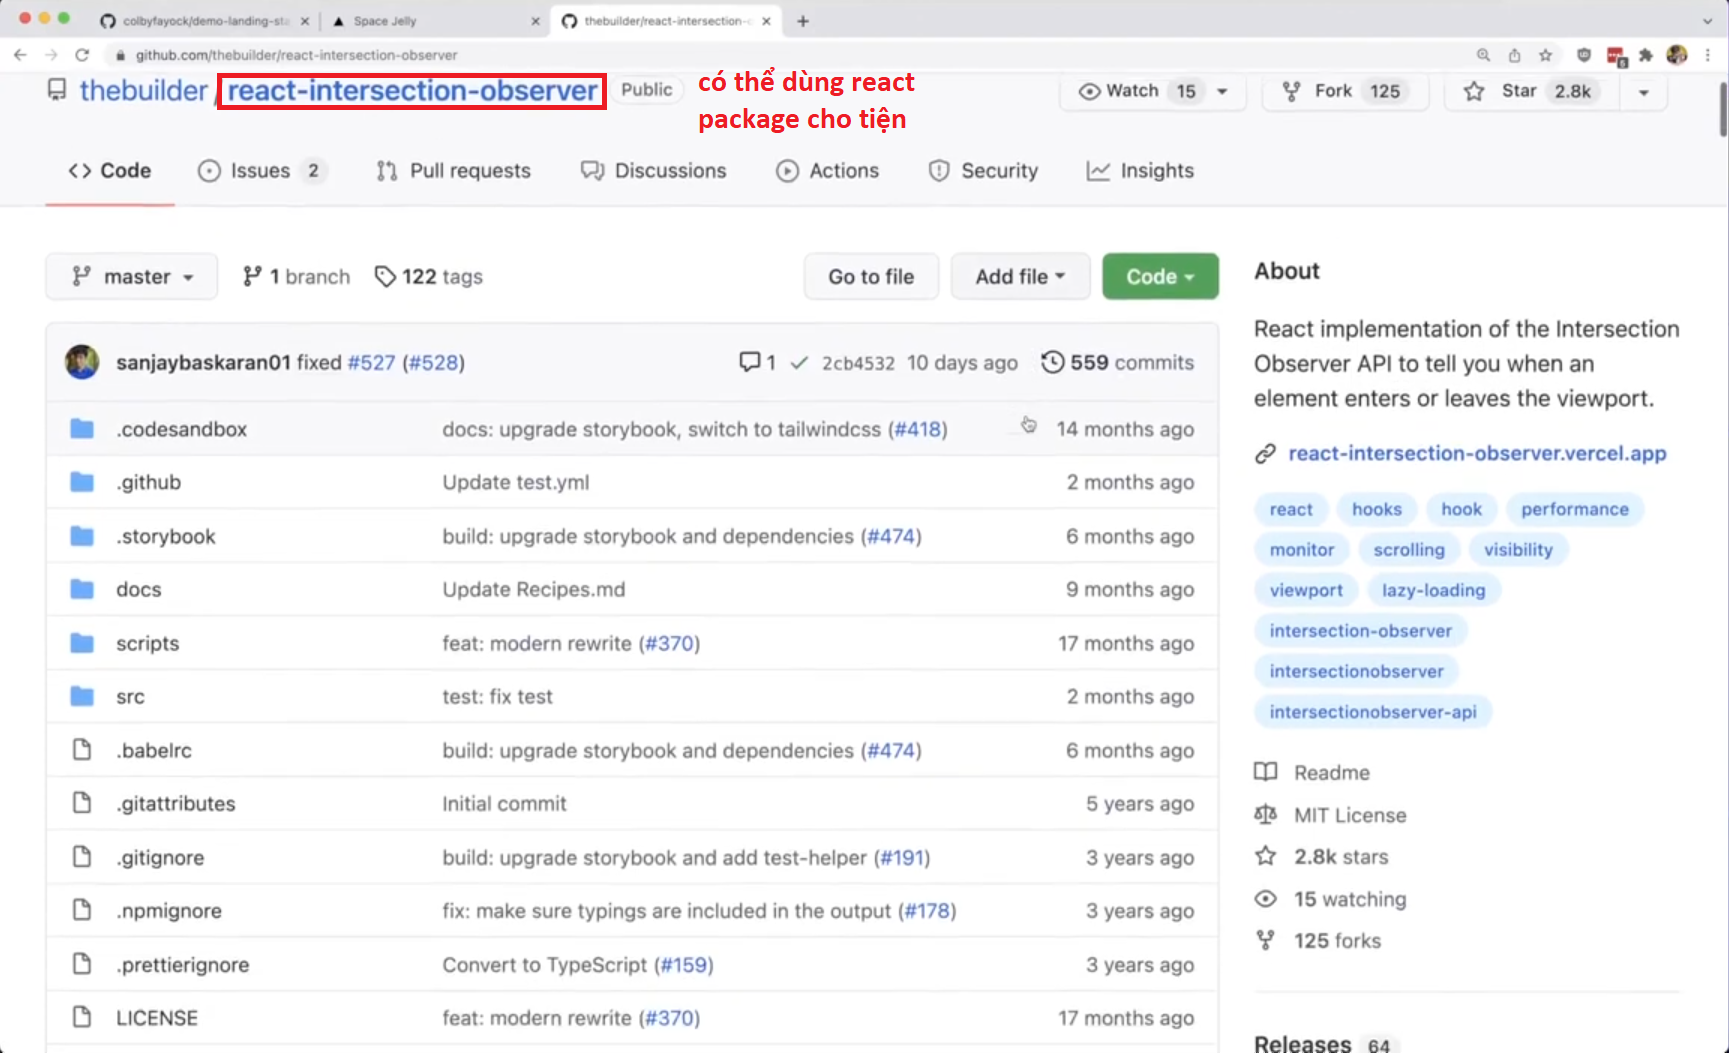 colbyfayock/demo-landing-sta
Space Jelly
thebuilder/react-intersection-o
github.com/thebuilder/react-intersection-observer
thebuilder / react-intersection-observer
Public
có thể dùng react
package cho tiện
Watch 15
Fork 125
Star 2.8k
Code
Issues 2
Pull requests
Discussions
Actions
Security
Insights
master
1 branch
122 tags
Go to file
Add file
Code
sanjaybaskaran01 fixed #527 (#528)
1
2cb4532 10 days ago
559 commits
.codesandbox docs: upgrade storybook, switch to tailwindcss (#418) 14 months ago
.github Update test.yml 2 months ago
.storybook build: upgrade storybook and dependencies (#474) 6 months ago
docs Update Recipes.md 9 months ago
scripts feat: modern rewrite (#370) 17 months ago
src test: fix test 2 months ago
.babelrc build: upgrade storybook and dependencies (#474) 6 months ago
.gitattributes Initial commit 5 years ago
.gitignore build: upgrade storybook and add test-helper (#191) 3 years ago
.npmignore fix: make sure typings are included in the output (#178) 3 years ago
.prettierignore Convert to TypeScript (#159) 3 years ago
LICENSE feat: modern rewrite (#370) 17 months ago
About
React implementation of the Intersection
Observer API to tell you when an
element enters or leaves the viewport.
react-intersection-observer.vercel.app
react hooks hook performance
monitor scrolling visibility
viewport lazy-loading
intersection-observer
intersectionobserver
intersectionobserver-api
Readme
MIT License
2.8k stars
15 watching
125 forks
Releases 64